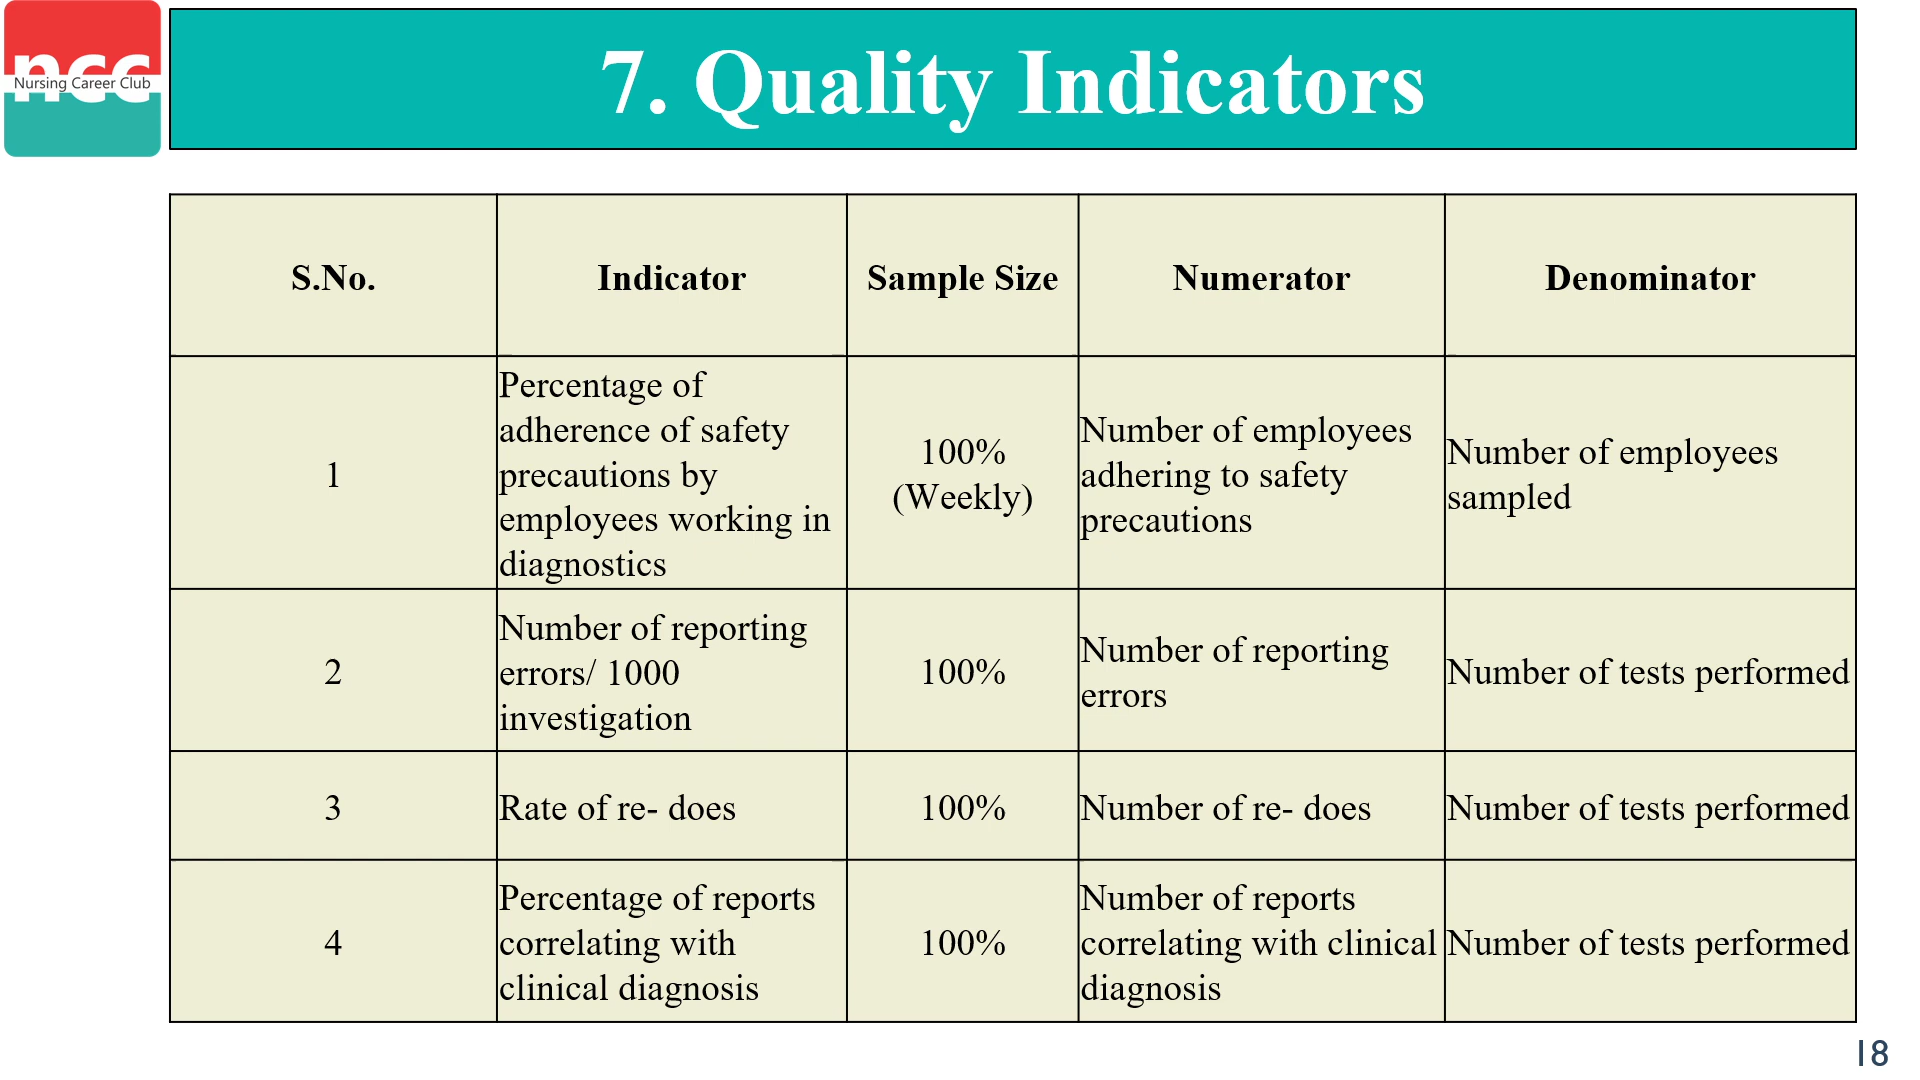 ncc
Nursing Career Club
7. Quality Indicators
S.No.
Indicator
Sample Size
Numerator
Denominator
1
Percentage of
adherence of safety
precautions by
employees working in
diagnostics
100%
(Weekly)
Number of employees
adhering to safety
precautions
Number of employees
sampled
2
Number of reporting
errors/ 1000
investigation
100%
Number of reporting
errors
Number of tests performed
3
Rate of re- does
100%
Number of re- does
Number of tests performed
4
Percentage of reports
correlating with
clinical diagnosis
100%
Number of reports
correlating with clinical
diagnosis
Number of tests performed
18